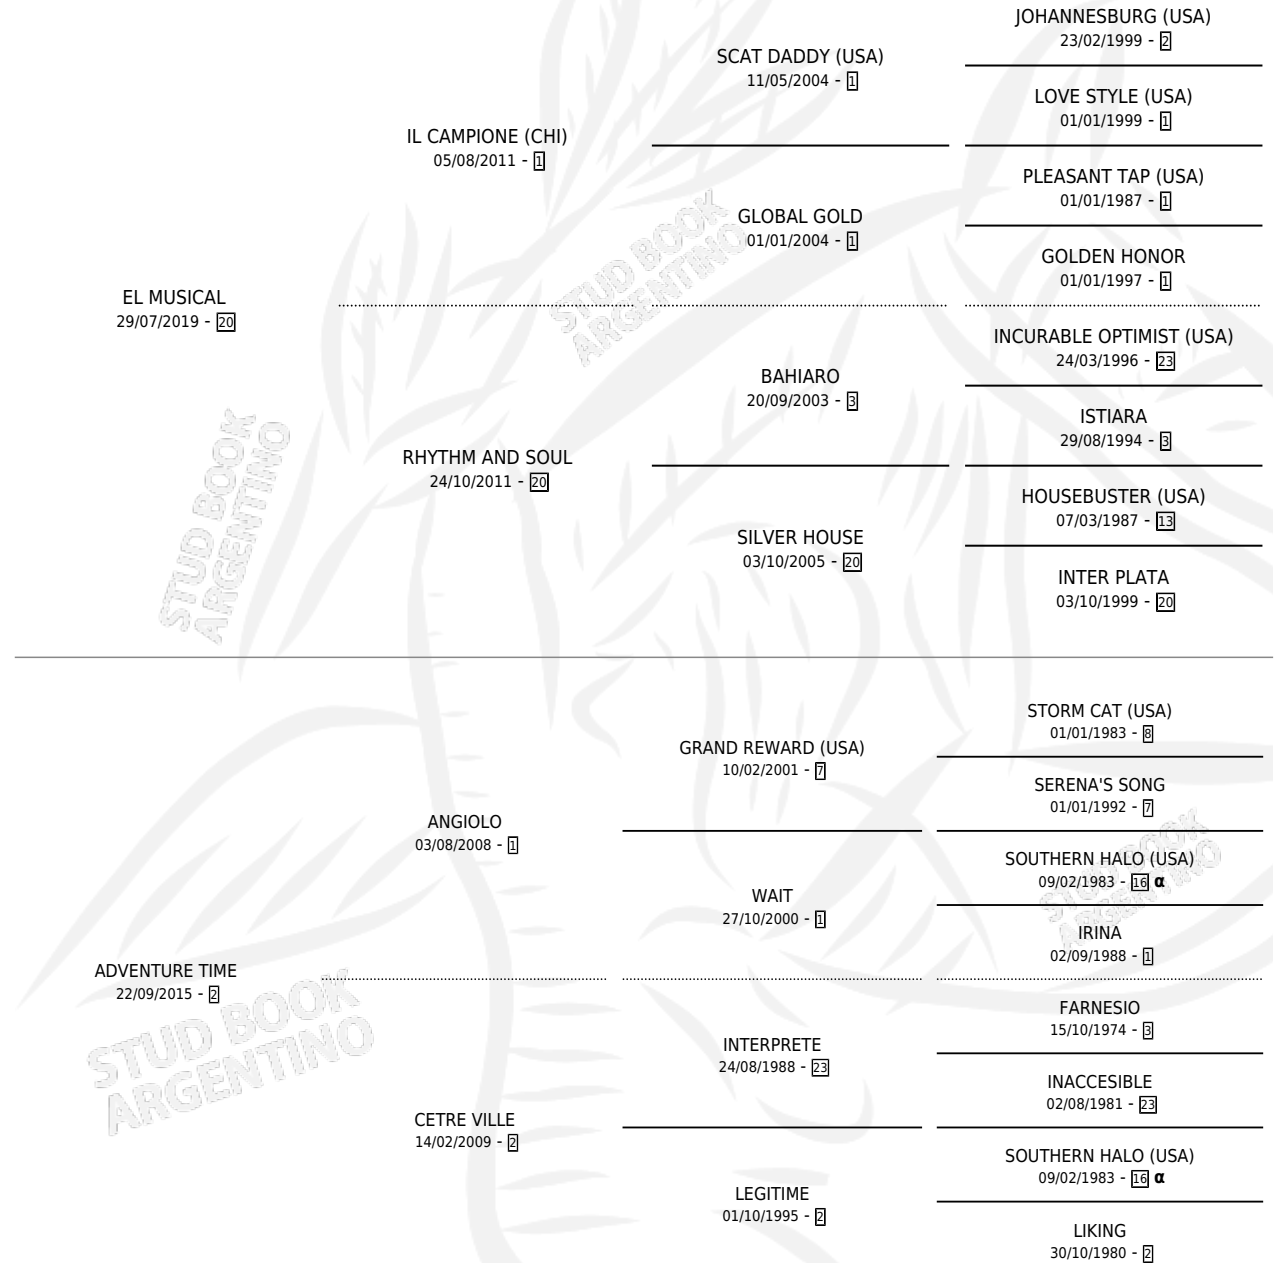 JOHANNESBURG (USA)
23/02/1999 - 2
SCAT DADDY (USA)
11/05/2004 - 1
LOVE STYLE (USA)
01/01/1999 - 1
IL CAMPIONE (CHI)
05/08/2011 - 1
PLEASANT TAP (USA)
01/01/1987 - 1
GLOBAL GOLD
01/01/2004 - 1
GOLDEN HONOR
01/01/1997 - 1
EL MUSICAL
29/07/2019 - 20
INCURABLE OPTIMIST (USA)
24/03/1996 - 23
BAHIARO
20/09/2003 - 3
ISTIARA
29/08/1994 - 3
RHYTHM AND SOUL
24/10/2011 - 20
HOUSEBUSTER (USA)
07/03/1987 - 13
SILVER HOUSE
03/10/2005 - 20
INTER PLATA
03/10/1999 - 20
STORM CAT (USA)
01/01/1983 - 8
GRAND REWARD (USA)
10/02/2001 - 7
SERENA'S SONG
01/01/1992 - 7
ANGIOLO
03/08/2008 - 1
SOUTHERN HALO (USA)
09/02/1983 - 16 α
WAIT
27/10/2000 - 1
IRINA
02/09/1988 - 1
ADVENTURE TIME
22/09/2015 - 2
FARNESIO
15/10/1974 - 3
INTERPRETE
24/08/1988 - 23
INACCESIBLE
02/08/1981 - 23
CETRE VILLE
14/02/2009 - 2
SOUTHERN HALO (USA)
09/02/1983 - 16 α
LEGITIME
01/10/1995 - 2
LIKING
30/10/1980 - 2
STUD BOOK
ARGENTINO
STUD BOOK
ARGENTINO
STUD BOOK
ARGENTINO
STUD BOOK
ARGENTINO